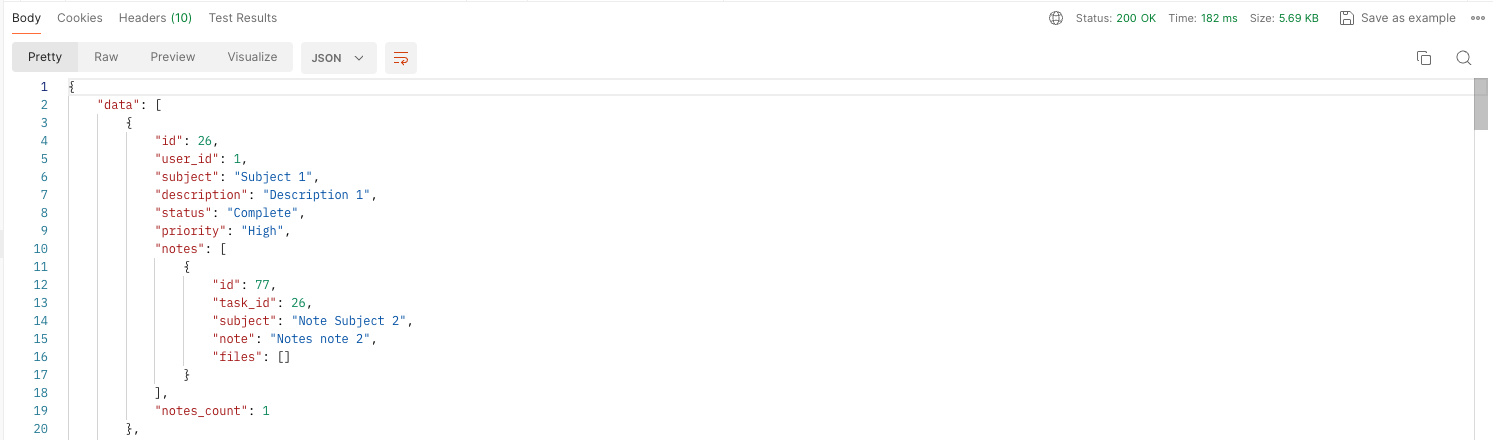 Body Cookies Headers (10) Test Results Status: 200 OK Time: 182 ms Size: 5.69 KB Save as example
Pretty Raw Preview Visualize JSON
1 {
2 "data": [
3 {
4 "id": 26,
5 "user_id": 1,
6 "subject": "Subject 1",
7 "description": "Description 1",
8 "status": "Complete",
9 "priority": "High",
10 "notes": [
11 {
12 "id": 77,
13 "task_id": 26,
14 "subject": "Note Subject 2",
15 "note": "Notes note 2",
16 "files": []
17 }
18 ],
19 "notes_count": 1
20 },